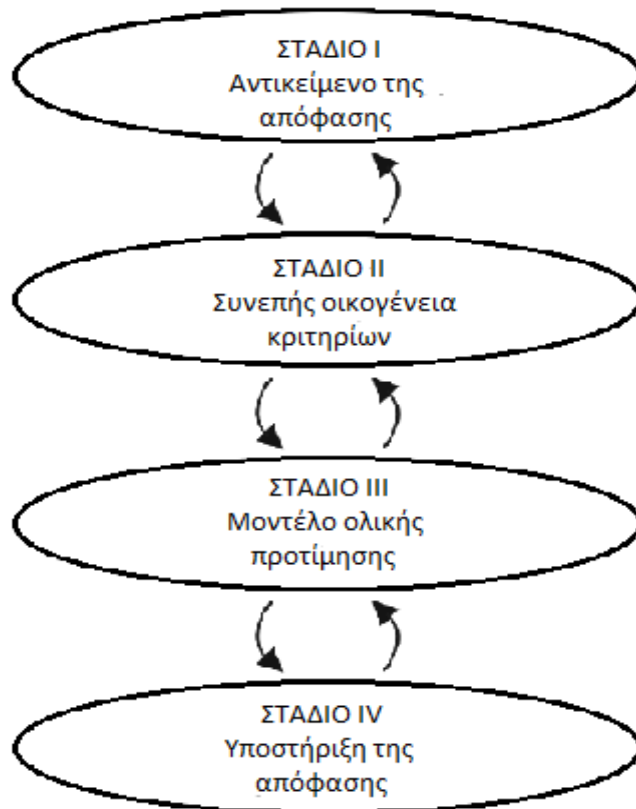 ΣΤΑΔΙΟ Ι
Αντικείμενο της
απόφασης
ΣΤΑΔΙΟ ΙΙ
Συνεπής οικογένεια
κριτηρίων
ΣΤΑΔΙΟ ΙΙΙ
Μοντέλο ολικής
προτίμησης
ΣΤΑΔΙΟ IV
Υποστήριξη της
απόφασης